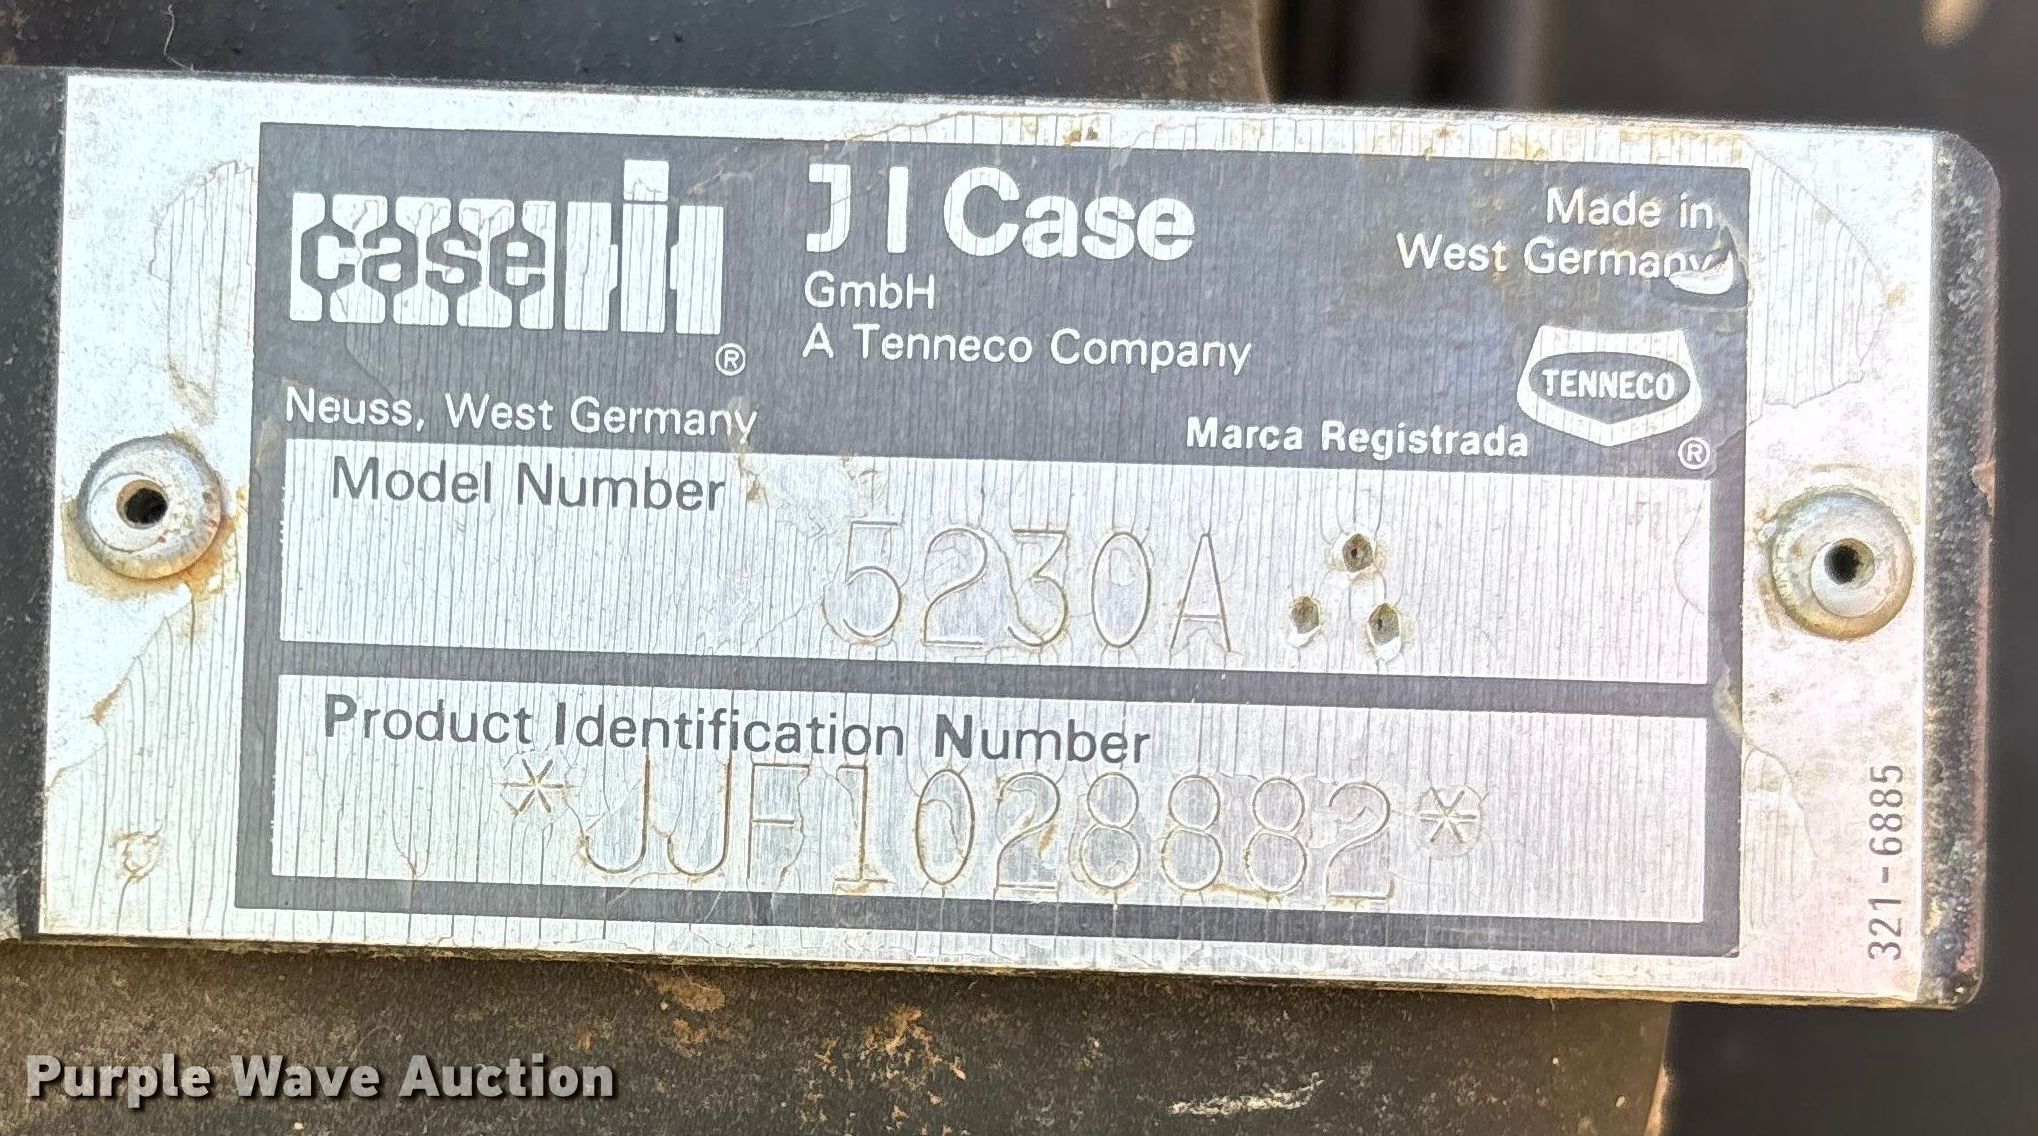 case IH ®
J I Case
GmbH
A Tenneco Company
Made in
West Germany
TENNECO
®
Neuss, West Germany
Marca Registrada
Model Number
5230A
Product Identification Number
*JJF1028882*
321-6885
Purple Wave Auction